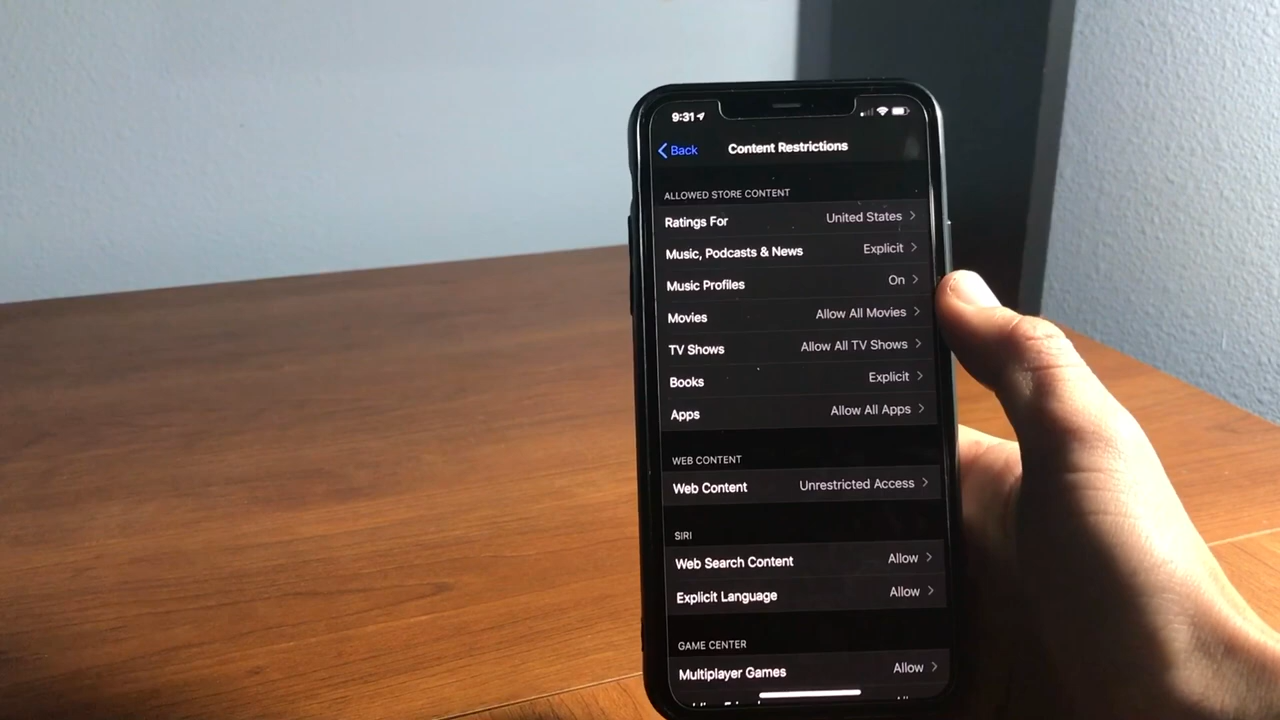 9:31
Back Content Restrictions
ALLOWED STORE CONTENT
Ratings For United States
Music, Podcasts & News Explicit
Music Profiles On
Movies Allow All Movies
TV Shows Allow All TV Shows
Books Explicit
Apps Allow All Apps
WEB CONTENT
Web Content Unrestricted Access
SIRI
Web Search Content Allow
Explicit Language Allow
GAME CENTER
Multiplayer Games Allow